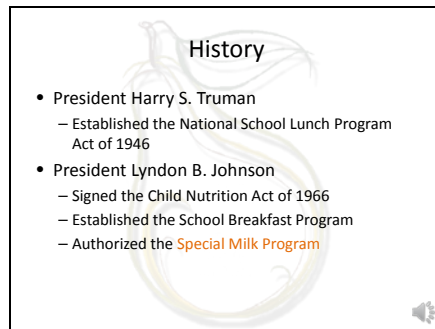 History
• President Harry S. Truman
– Established the National School Lunch Program
Act of 1946
• President Lyndon B. Johnson
– Signed the Child Nutrition Act of 1966
– Established the School Breakfast Program
– Authorized the Special Milk Program